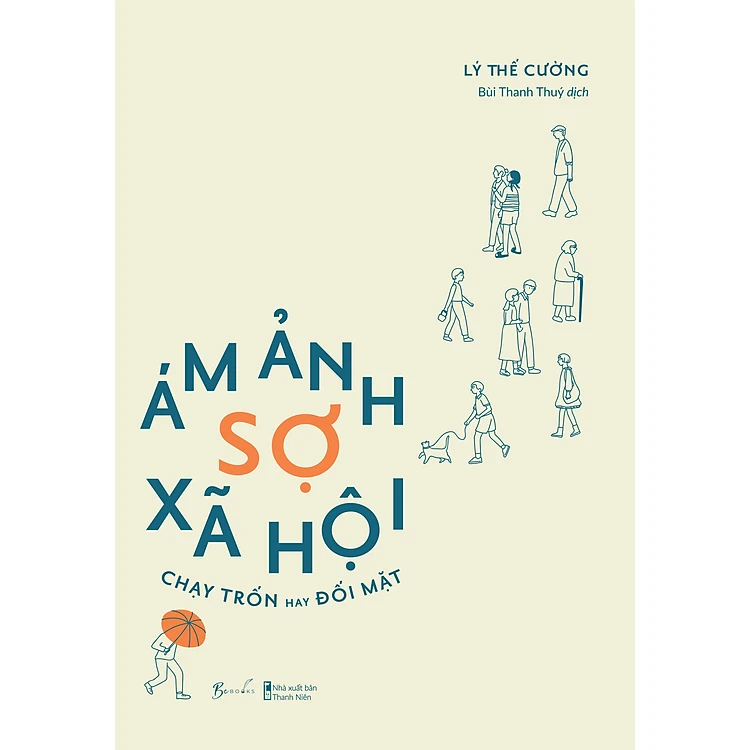 LÝ THẾ CƯỜNG
Bùi Thanh Thuý dịch
ÁM ẢNH
SỢ
XÃ HỘI
CHẠY TRỐN HAY ĐỐI MẶT
BeBOOKS
Nhà xuất bản
Thanh Niên